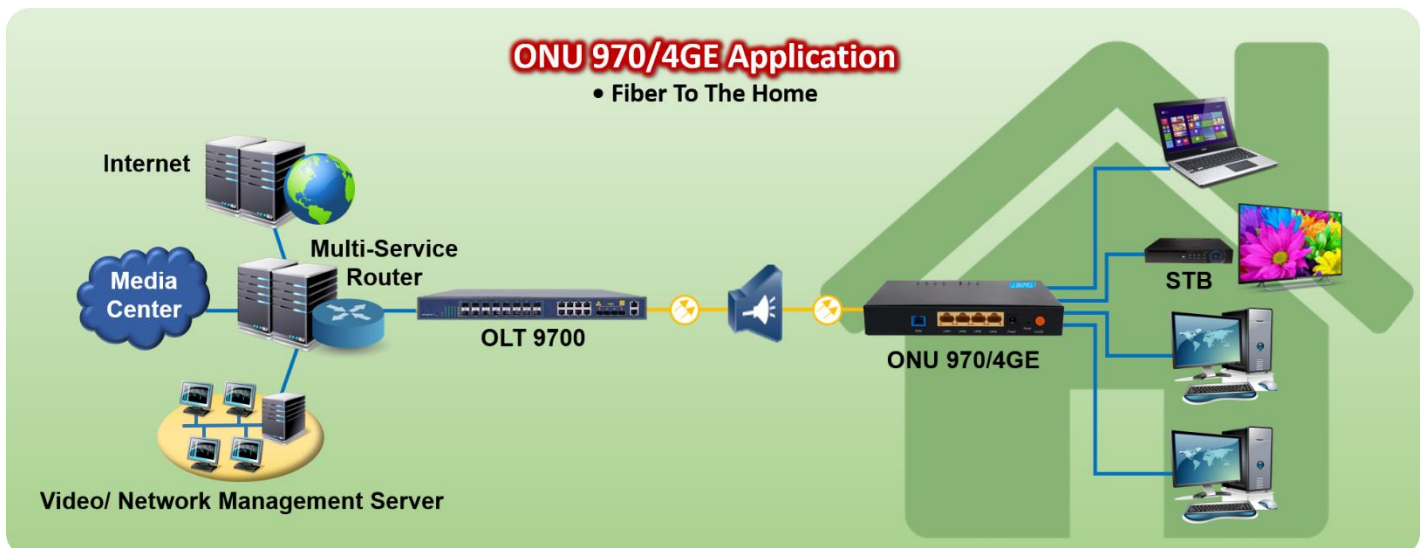 ONU 970/4GE Application
• Fiber To The Home
Internet
Multi-Service
Router
Media
Center
OLT 9700
ONU 970/4GE
STB
Video/ Network Management Server